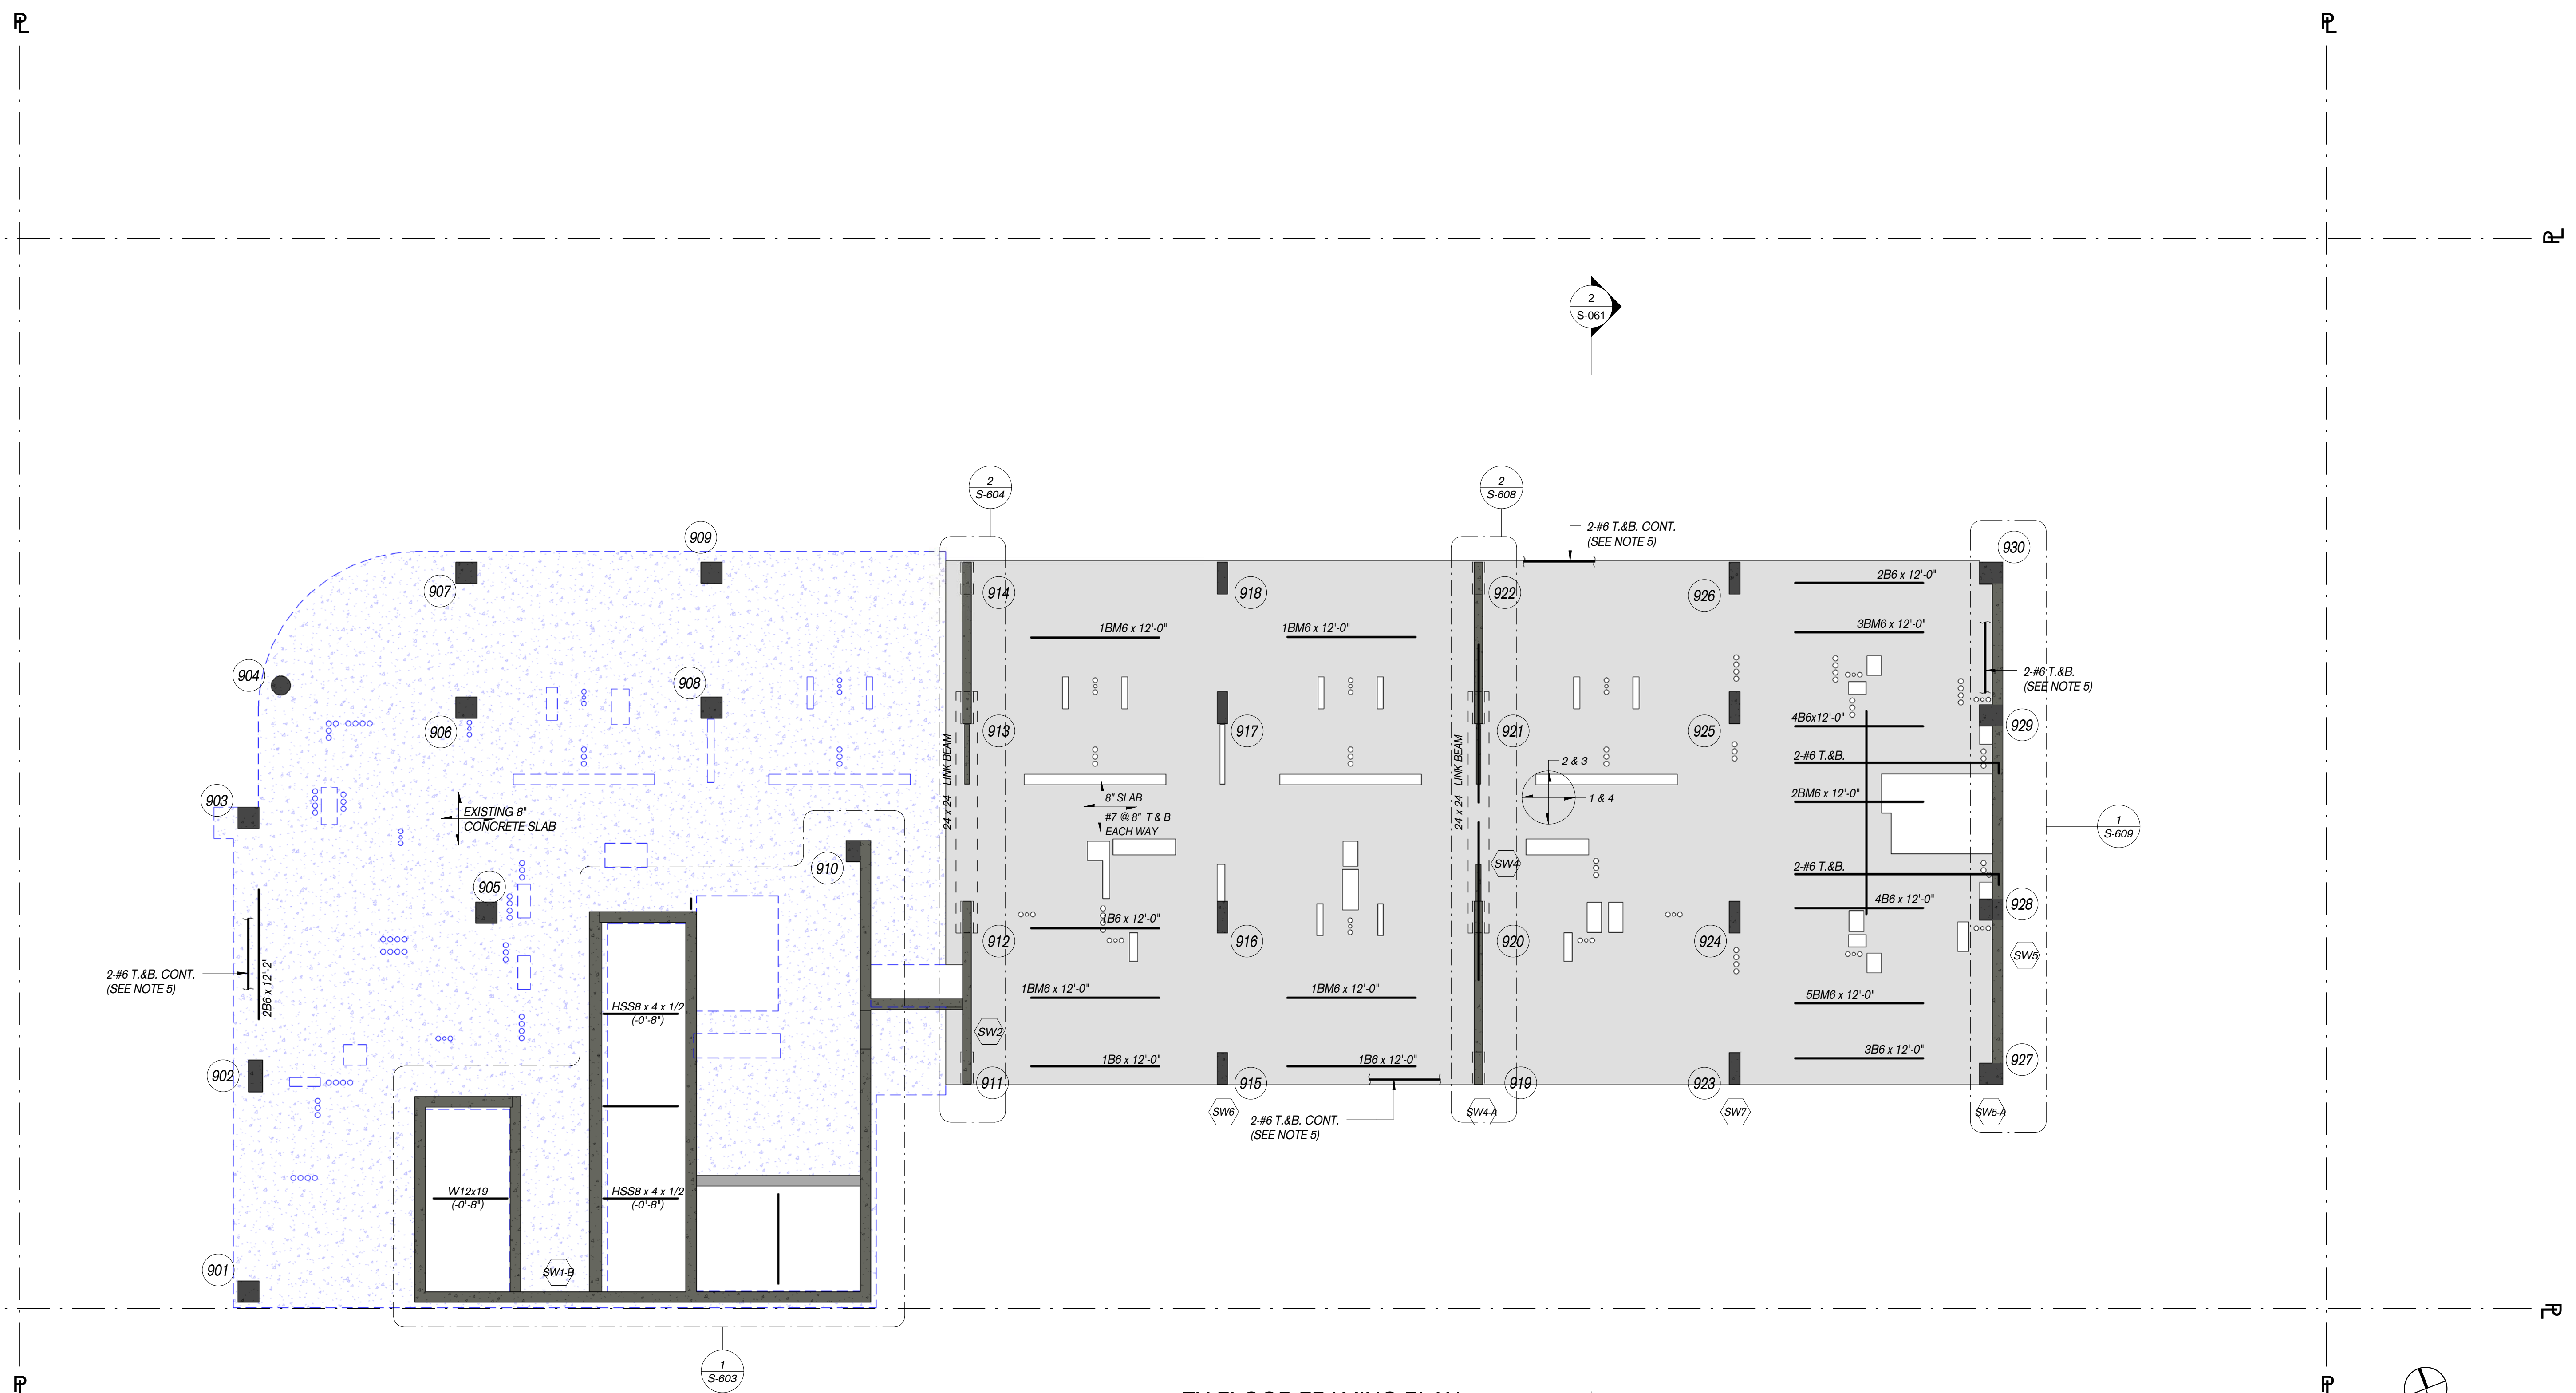 PL
PL
PL
2
S-061
2
S-604
2
S-608
2-#6 T.&B. CONT.
(SEE NOTE 5)
909
930
907
914
918
922
926
2B6 x 12'-0"
1BM6 x 12'-0"
1BM6 x 12'-0"
3BM6 x 12'-0"
904
908
2-#6 T.&B.
(SEE NOTE 5)
906
913
917
921
925
4B6x12'-0"
929
24 x 24 LINK BEAM
24 x 24 LINK BEAM
2-#6 T.&B.
2 & 3
1 & 4
903
EXISTING 8"
CONCRETE SLAB
8" SLAB
#7 @ 8" T & B
EACH WAY
2BM6 x 12'-0"
1
S-609
910
SW4
2-#6 T.&B.
905
4B6 x 12'-0"
928
1B6 x 12'-0"
912
916
920
924
SW5
2-#6 T.&B. CONT.
(SEE NOTE 5)
2B6 x 12'-2"
1BM6 x 12'-0"
1BM6 x 12'-0"
5BM6 x 12'-0"
HSS8 x 4 x 1/2
(-0'-8")
SW2
902
1B6 x 12'-0"
1B6 x 12'-0"
3B6 x 12'-0"
927
911
915
919
923
SW6
SW4-A
SW7
SW5-A
2-#6 T.&B. CONT.
(SEE NOTE 5)
W12x19
(-0'-8")
HSS8 x 4 x 1/2
(-0'-8")
901
SW1-B
PL
1
S-603
FLOOR FRAMING PLAN